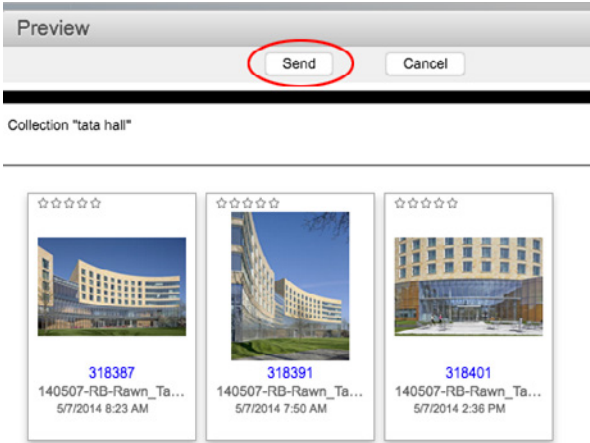 Preview
Send Cancel
Collection "tata hall"
318387 318391 318401
140507-RB-Rawn_Ta... 140507-RB-Rawn_Ta... 140507-RB-Rawn_Ta...
5/7/2014 8:23 AM 5/7/2014 7:50 AM 5/7/2014 2:36 PM